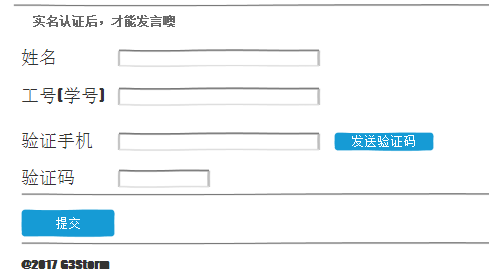 实名认证后，才能发言噢
姓名
工号(学号)
验证手机 发送验证码
验证码
提交
@2017 G3Storm